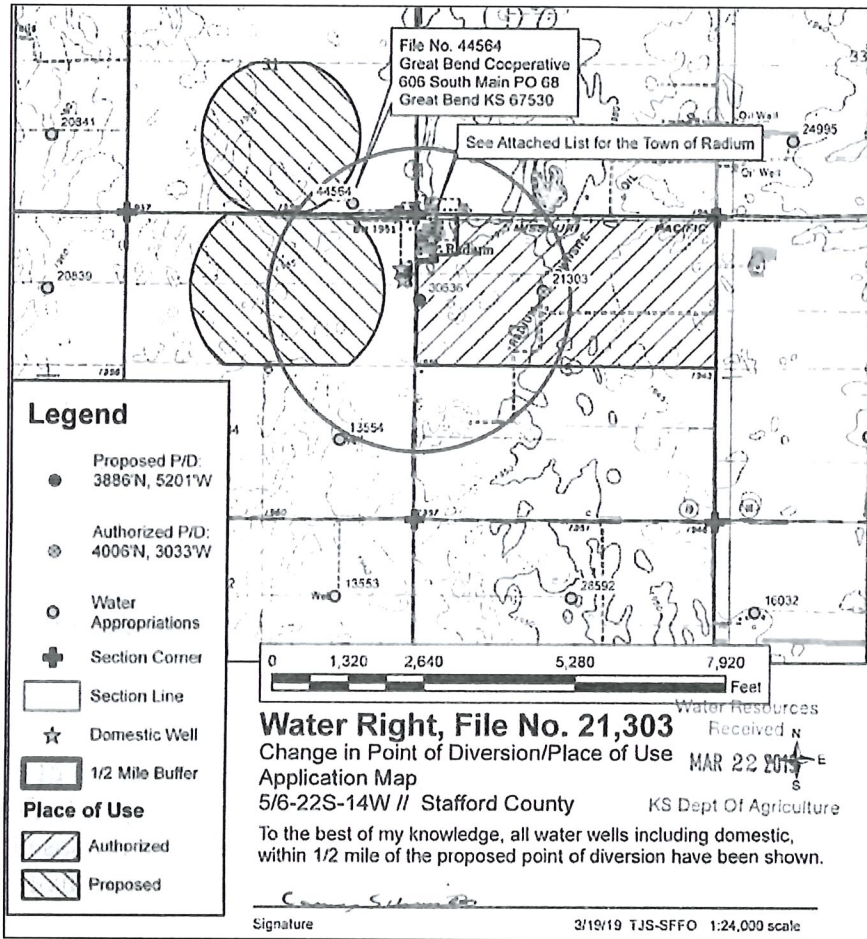 File No. 44564
Great Bend Cooperative
606 South Main PO 68
Great Bend KS 67530
See Attached List for the Town of Radium
Oil Well
24995
Oil Well
OIL
20841
44564
MISSOURI PACIFIC
Radium
20839
21303
30636
13554
13553
Well
28592
16032
Legend
Proposed P/D:
3886'N, 5201'W
Authorized P/D:
4006'N, 3033'W
Water
Appropriations
Section Corner
Section Line
Domestic Well
1/2 Mile Buffer
Place of Use
Authorized
Proposed
0 1,320 2,640 5,280 7,920
Feet
Water Right, File No. 21,303
Change in Point of Diversion/Place of Use
Application Map
5/6-22S-14W // Stafford County
Water Resources
Received
MAR 22 2019
KS Dept Of Agriculture
N
E
S
To the best of my knowledge, all water wells including domestic,
within 1/2 mile of the proposed point of diversion have been shown.
Signature
3/19/19 TJS-SFFO 1:24,000 scale